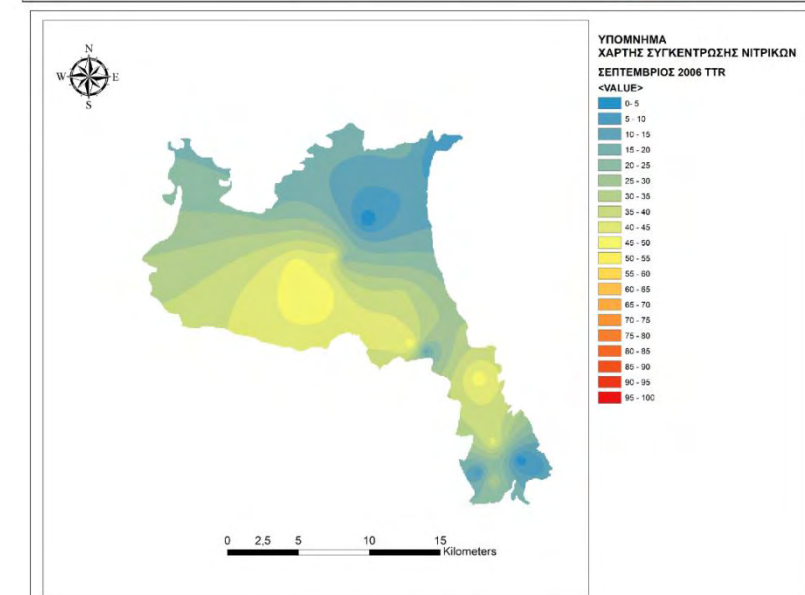 N
W E
S
ΥΠΟΜΝΗΜΑ
ΧΑΡΤΗΣ ΣΥΓΚΕΝΤΡΩΣΗΣ ΝΙΤΡΙΚΩΝ
ΣΕΠΤΕΜΒΡΙΟΣ 2006 TTR
<VALUE>
0- 5
5 - 10
10 - 15
15 - 20
20 - 25
25 - 30
30 - 35
35 - 40
40 - 45
45 - 50
50 - 55
55 - 60
60 - 65
65 - 70
70 - 75
75 - 80
80 - 85
85 - 90
90 - 95
95 - 100
0 2,5 5 10 15
Kilometers